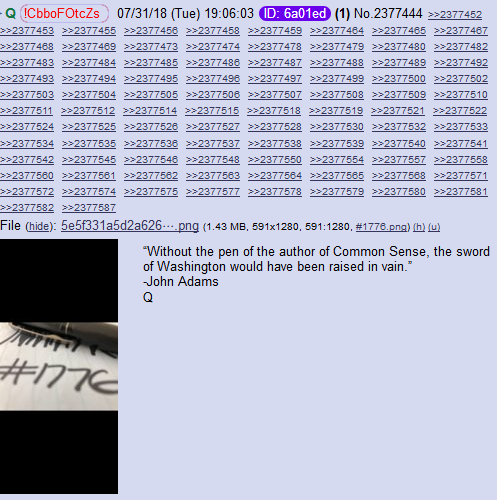 Q !CbboFOtcZs 07/31/18 (Tue) 19:06:03 ID: 6a01ed (1) No.2377444 >>2377452
>>2377453 >>2377455 >>2377456 >>2377458 >>2377459 >>2377464 >>2377465 >>2377467
>>2377468 >>2377469 >>2377473 >>2377474 >>2377478 >>2377479 >>2377480 >>2377482
>>2377483 >>2377484 >>2377485 >>2377486 >>2377487 >>2377488 >>2377489 >>2377492
>>2377493 >>2377494 >>2377496 >>2377496 >>2377497 >>2377499 >>2377500 >>2377502
>>2377503 >>2377504 >>2377505 >>2377506 >>2377507 >>2377508 >>2377509 >>2377510
>>2377511 >>2377512 >>2377514 >>2377515 >>2377518 >>2377519 >>2377521 >>2377522
>>2377524 >>2377525 >>2377526 >>2377527 >>2377528 >>2377530 >>2377532 >>2377533
>>2377534 >>2377535 >>2377536 >>2377537 >>2377538 >>2377539 >>2377540 >>2377541
>>2377542 >>2377545 >>2377546 >>2377548 >>2377550 >>2377554 >>2377555 >>2377557
>>2377560 >>2377561 >>2377562 >>2377563 >>2377564 >>2377565 >>2377568 >>2377571
>>2377572 >>2377574 >>2377575 >>2377577 >>2377578 >>2377579 >>2377580 >>2377581
>>2377582 >>2377587
File (hide): 5e5f331a5d2a626⋯.png (1.43 MB, 591x1280, 591:1280, #1776.png) (h) (u)
“Without the pen of the author of Common Sense, the sword
of Washington would have been raised in vain.”
-John Adams
Q
#1776